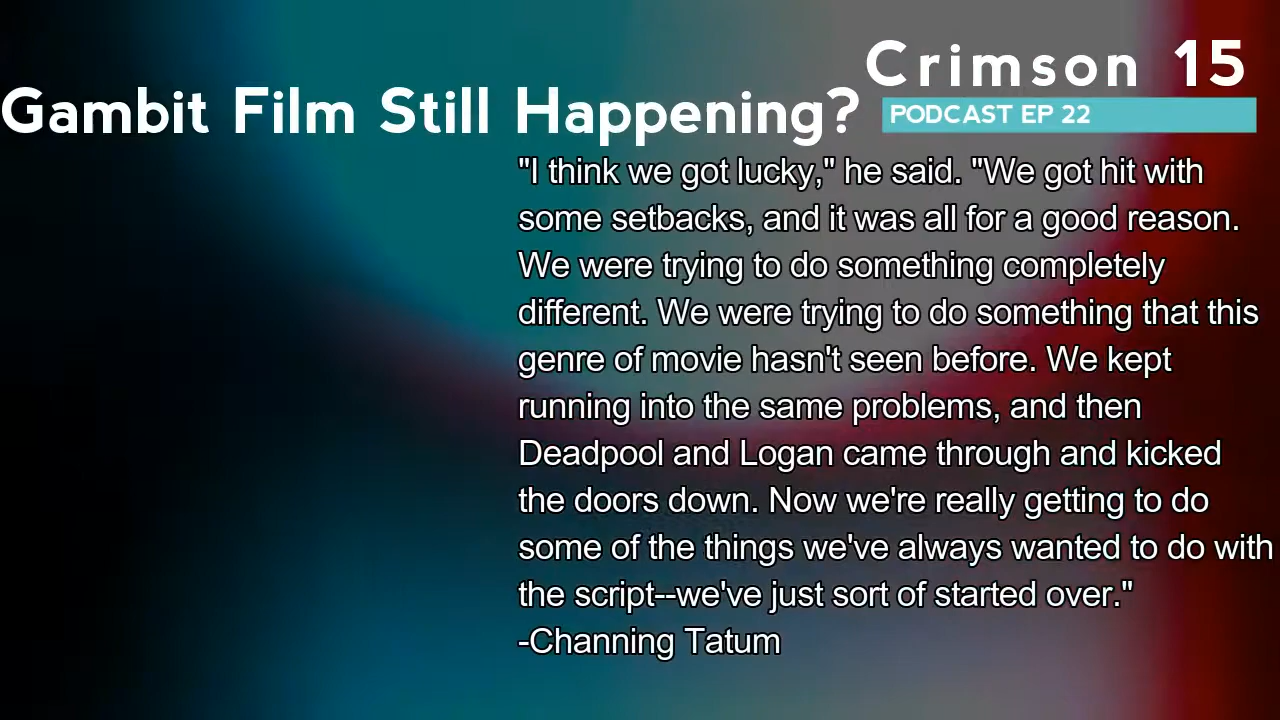 Crimson 15
Gambit Film Still Happening?
PODCAST EP 22
"I think we got lucky," he said. "We got hit with
some setbacks, and it was all for a good reason.
We were trying to do something completely
different. We were trying to do something that this
genre of movie hasn't seen before. We kept
running into the same problems, and then
Deadpool and Logan came through and kicked
the doors down. Now we're really getting to do
some of the things we've always wanted to do with
the script--we've just sort of started over."
-Channing Tatum